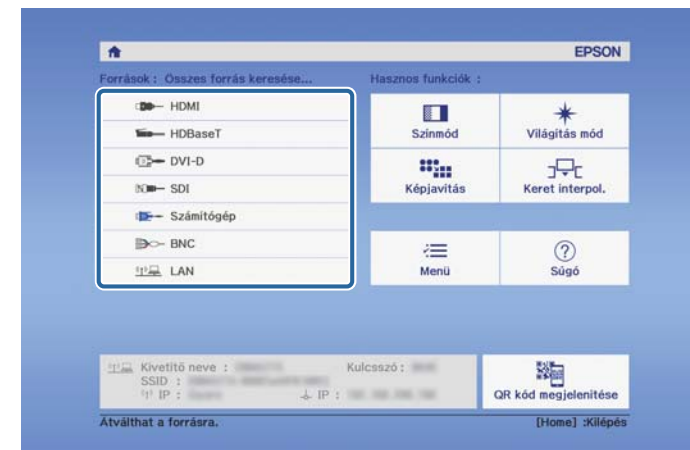 EPSON
Források : Összes forrás keresése...
Hasznos funkciók :
HDMI
HDBaseT
DVI-D
SDI
Számítógép
BNC
LAN
Színmód
Világítás mód
Képjavítás
Keret interpol.
Menü
Súgó
Kivetítő neve :
Kulcsszó :
SSID :
IP :
IP :
QR kód megjelenítése
Átválthat a forrásra.
[Home] :Kilépés